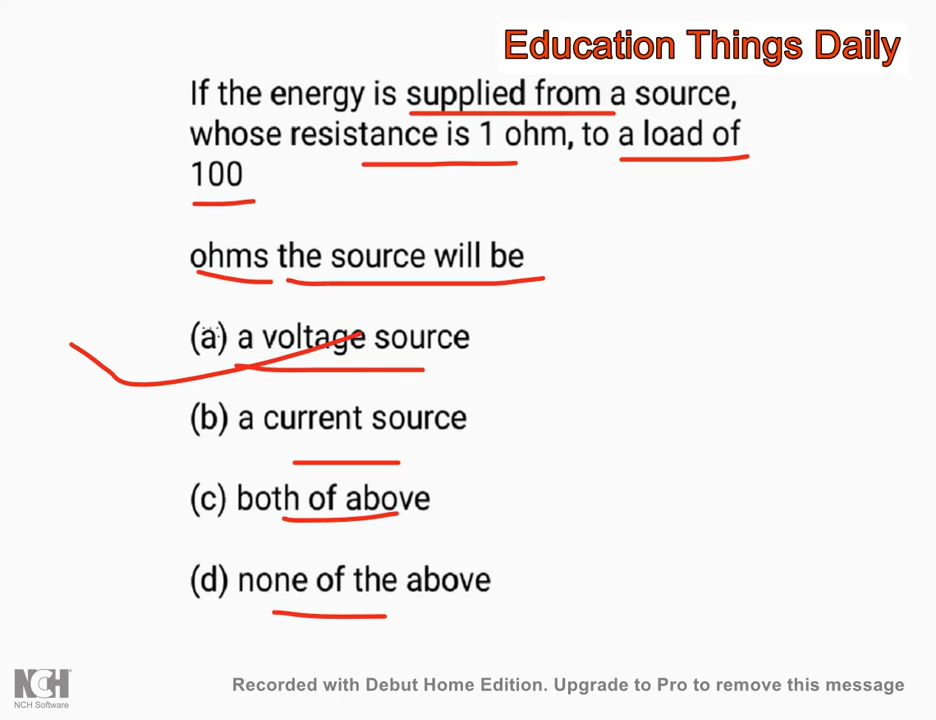 Education Things Daily
If the energy is supplied from a source,
whose resistance is 1 ohm, to a load of
100
ohms the source will be
(a) a voltage source
(b) a current source
(c) both of above
(d) none of the above
NCH
NCH Software
Recorded with Debut Home Edition. Upgrade to Pro to remove this message